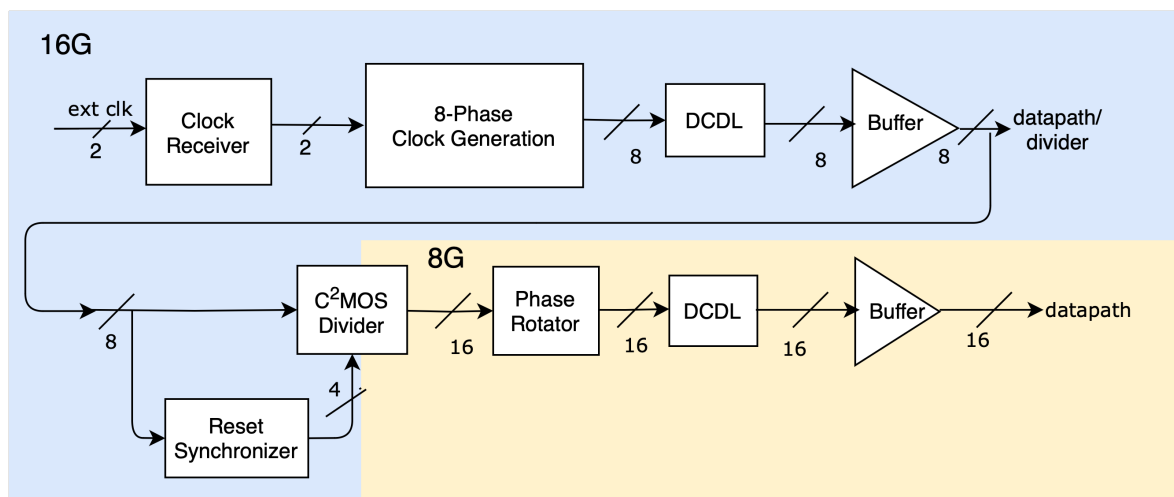 16G
ext clk
2
Clock
Receiver
2
8-Phase
Clock Generation
8
DCDL
8
Buffer
8
datapath/
divider
8G
8
C²MOS
Divider
16
Phase
Rotator
16
DCDL
16
Buffer
16
datapath
4
Reset
Synchronizer